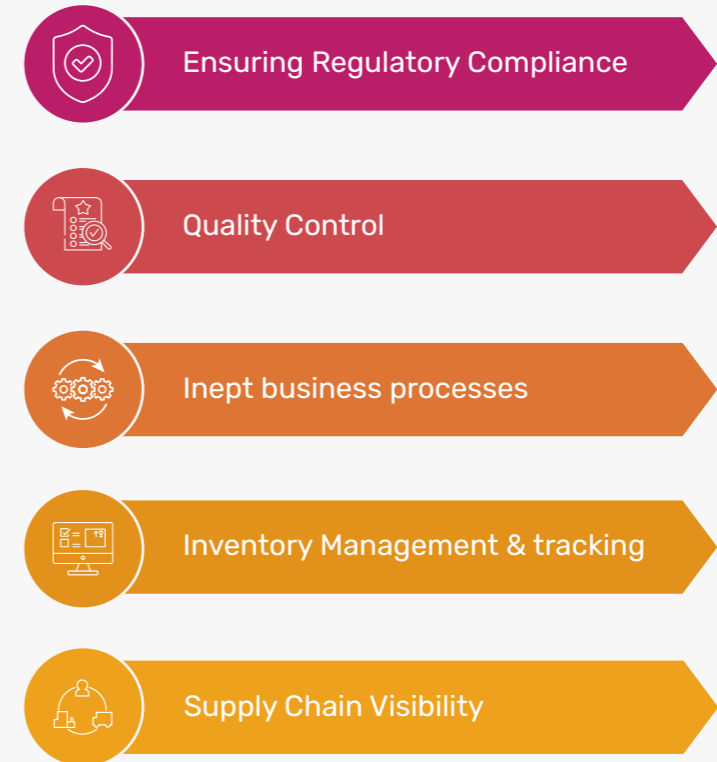 Ensuring Regulatory Compliance
Quality Control
Inept business processes
Inventory Management & tracking
Supply Chain Visibility